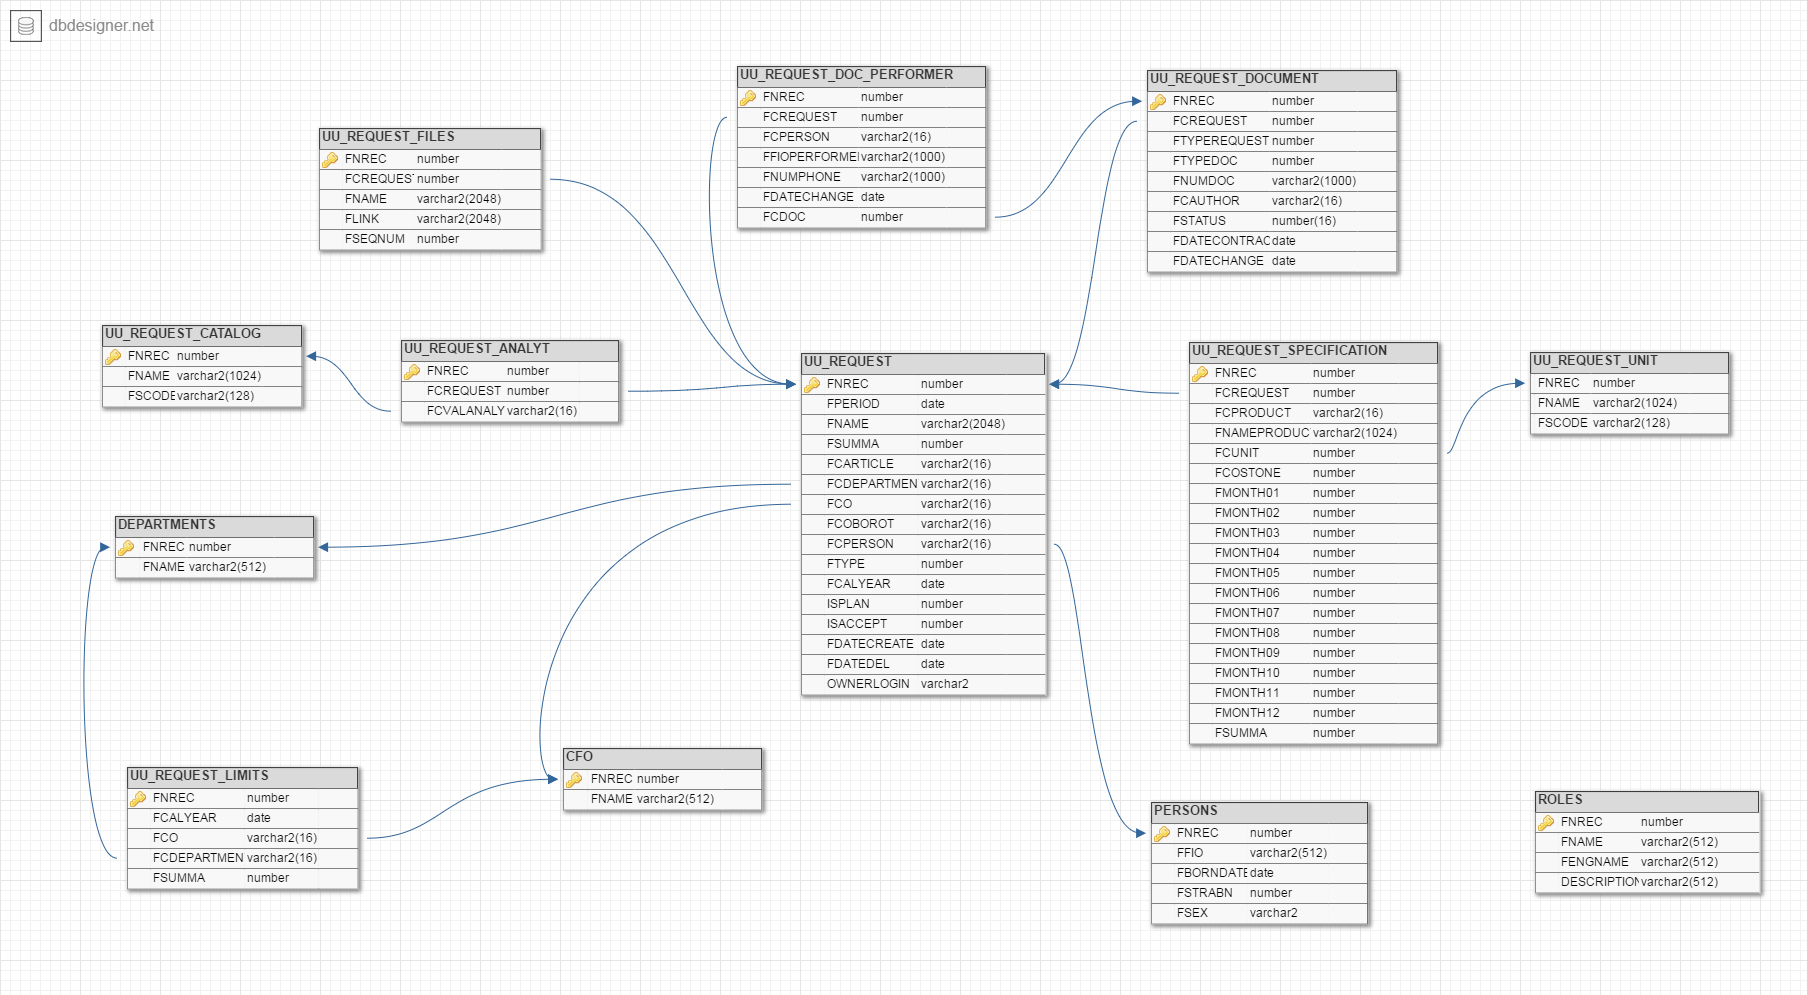 dbdesigner.net
UU_REQUEST_DOC_PERFORMER
FNREC number
FCREQUEST number
FCPERSON varchar2(16)
FFIOPERFORME varchar2(1000)
FNUMPHONE varchar2(1000)
FDATECHANGE date
FCDOC number
UU_REQUEST_DOCUMENT
FNREC number
FCREQUEST number
FTYPEREQUEST number
FTYPEDOC number
FNUMDOC varchar2(1000)
FCAUTHOR varchar2(16)
FSTATUS number(16)
FDATECONTRAC date
FDATECHANGE date
UU_REQUEST_FILES
FNREC number
FCREQUES number
FNAME varchar2(2048)
FLINK varchar2(2048)
FSEQNUM number
UU_REQUEST_CATALOG
FNREC number
FNAME varchar2(1024)
FSCODE varchar2(128)
UU_REQUEST_ANALYT
FNREC number
FCREQUEST number
FCVALANALY varchar2(16)
UU_REQUEST
FNREC number
FPERIOD date
FNAME varchar2(2048)
FSUMMA number
FCARTICLE varchar2(16)
FCDEPARTMEN varchar2(16)
FCO varchar2(16)
FCOBOROT varchar2(16)
FCPERSON varchar2(16)
FTYPE number
FCALYEAR date
ISPLAN number
ISACCEPT number
FDATECREATE date
FDATEDEL date
OWNERLOGIN varchar2
UU_REQUEST_SPECIFICATION
FNREC number
FCREQUEST number
FCPRODUCT varchar2(16)
FNAMEPRODUC varchar2(1024)
FCUNIT number
FCOSTONE number
FMONTH01 number
FMONTH02 number
FMONTH03 number
FMONTH04 number
FMONTH05 number
FMONTH06 number
FMONTH07 number
FMONTH08 number
FMONTH09 number
FMONTH10 number
FMONTH11 number
FMONTH12 number
FSUMMA number
UU_REQUEST_UNIT
FNREC number
FNAME varchar2(1024)
FSCODE varchar2(128)
DEPARTMENTS
FNREC number
FNAME varchar2(512)
UU_REQUEST_LIMITS
FNREC number
FCALYEAR date
FCO varchar2(16)
FCDEPARTMEN varchar2(16)
FSUMMA number
CFO
FNREC number
FNAME varchar2(512)
PERSONS
FNREC number
FFIO varchar2(512)
FBORNDATE date
FSTRABN number
FSEX varchar2
ROLES
FNREC number
FNAME varchar2(512)
FENGNAME varchar2(512)
DESCRIPTION varchar2(512)